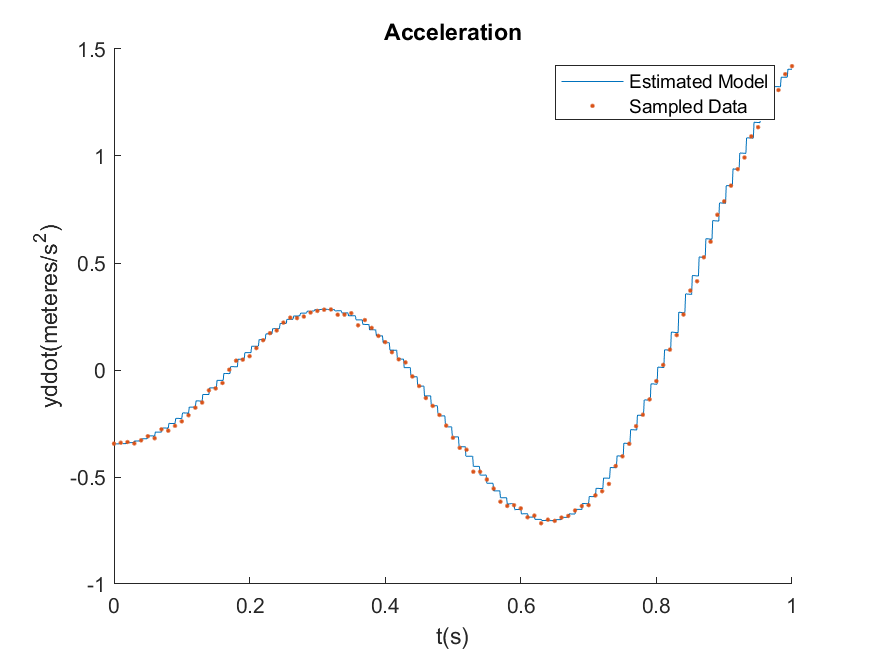 Acceleration
1.5
1
0.5
0
-0.5
-1
yddot(meteres/s²)
Estimated Model
Sampled Data
0 0.2 0.4 0.6 0.8 1
t(s)